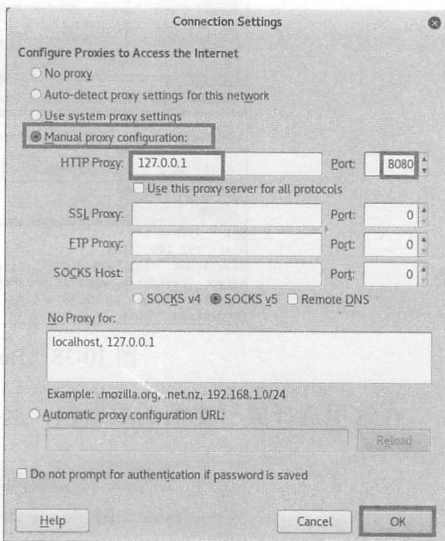 Connection Settings
Configure Proxies to Access the Internet
No proxy
Auto-detect proxy settings for this network
Use system proxy settings
Manual proxy configuration:
HTTP Proxy: 127.0.0.1 Port: 8080
Use this proxy server for all protocols
SSL Proxy: Port: 0
FTP Proxy: Port: 0
SOCKS Host: Port: 0
SOCKS v4 SOCKS v5 Remote DNS
No Proxy for:
localhost, 127.0.0.1
Example: .mozilla.org, .net.nz, 192.168.1.0/24
Automatic proxy configuration URL:
Reload
Do not prompt for authentication if password is saved
Help Cancel OK